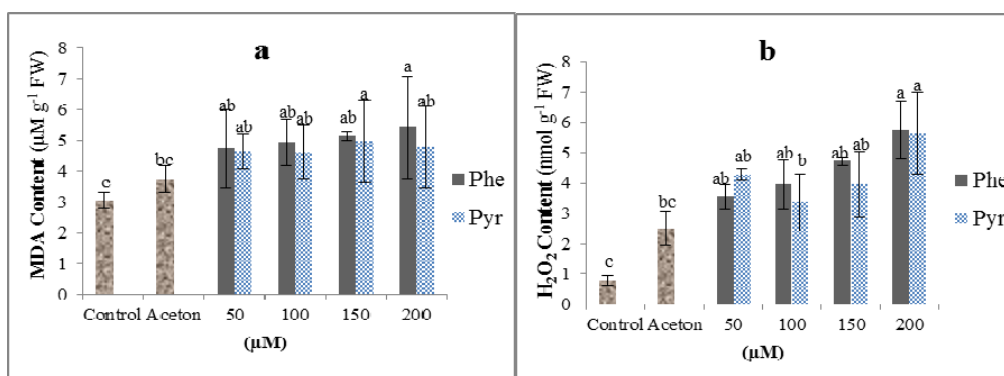 a
MDA Content (µM g-1 FW)
8
7
6
5
4
3
2
1
0
c
bc
ab
ab
ab
ab
ab
a
a
ab
Control Aceton 50 100 150 200
(µM)
Phe
Pyr
b
H2O2 Content (nmol g-1 FW)
8
7
6
5
4
3
2
1
0
c
bc
ab
ab
ab
b
ab
ab
a
a
Control Aceton 50 100 150 200
(µM)
Phe
Pyr